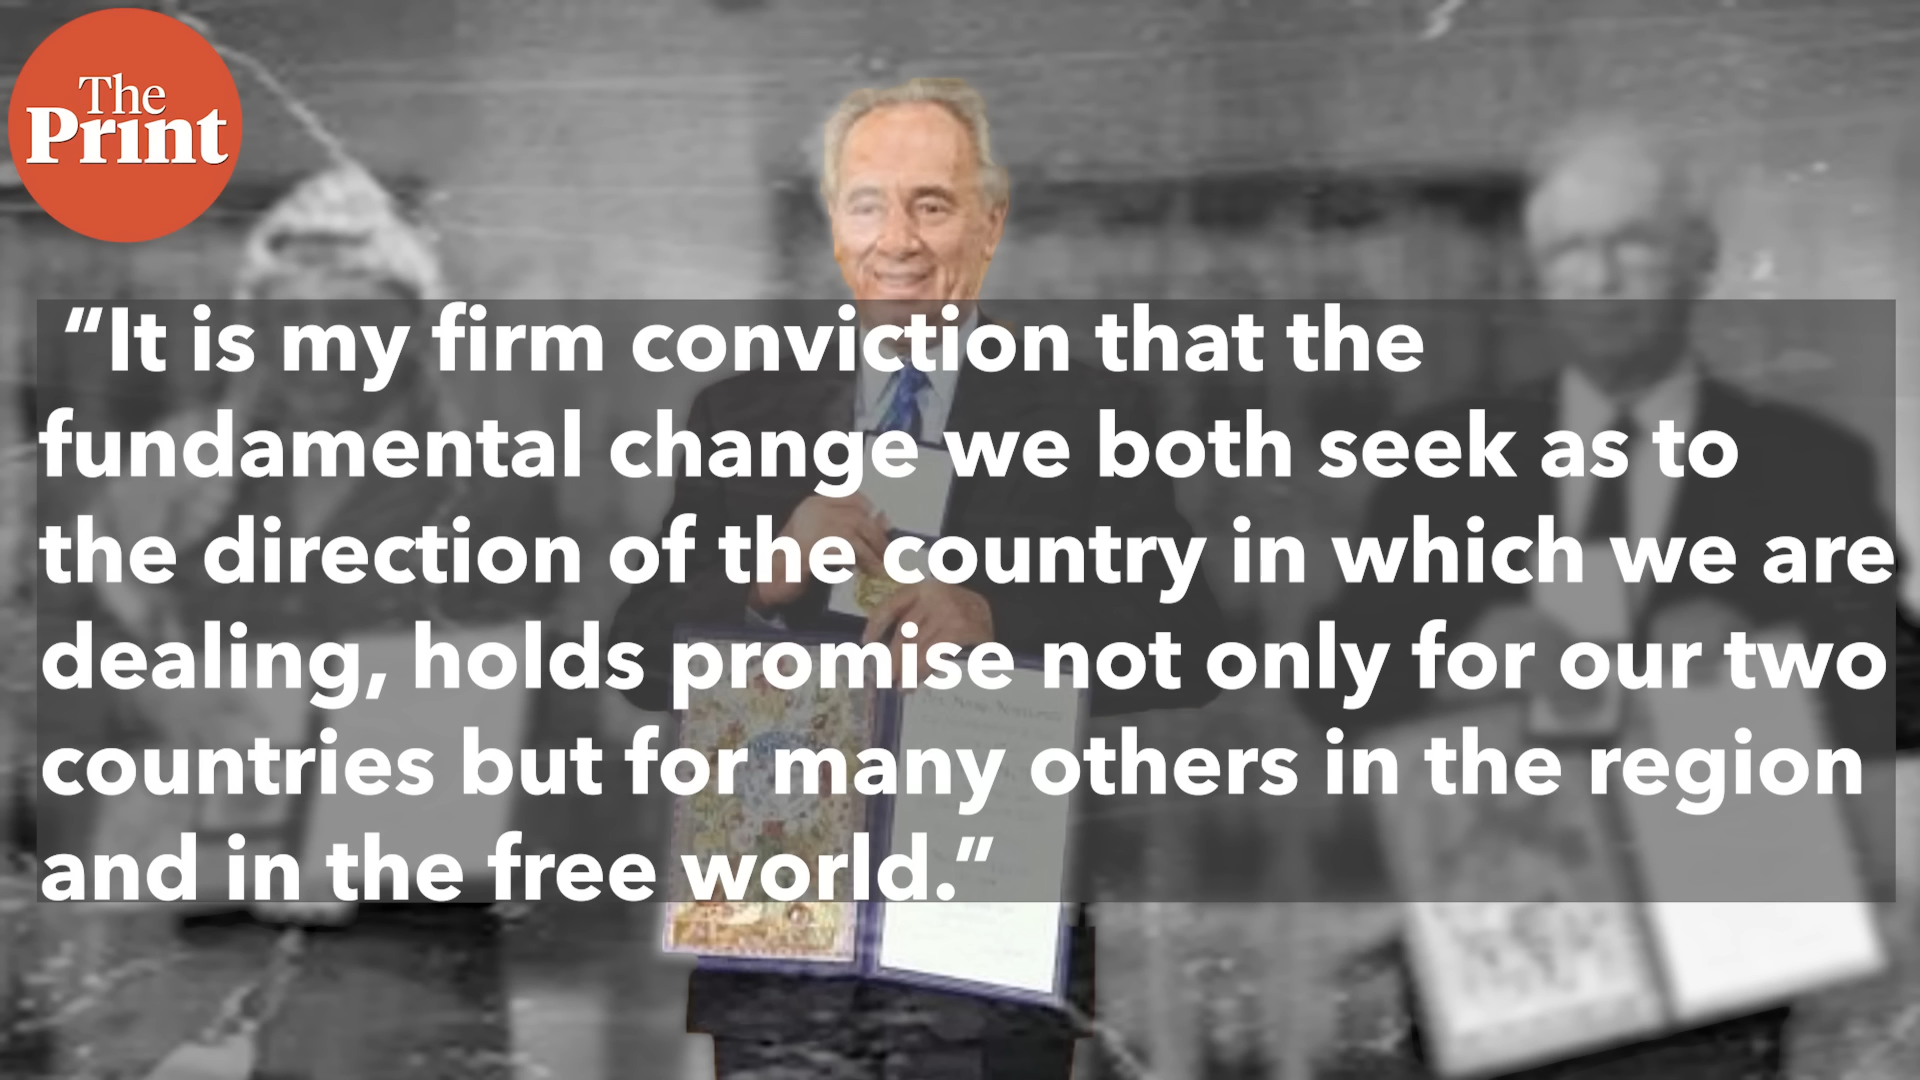 The
Print
“It is my firm conviction that the
fundamental change we both seek as to
the direction of the country in which we are
dealing, holds promise not only for our two
countries but for many others in the region
and in the free world.”